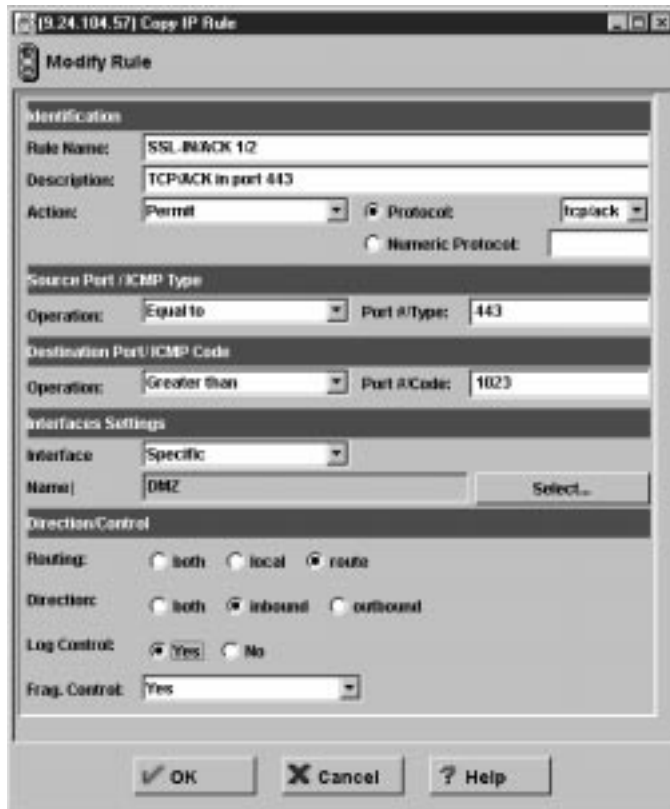 (9.24.104.57) Copy IP Rule
Modify Rule
Identification
Rule Name: SSL-IN/ACK 1/2
Description: TCP/ACK in port 443
Action: Permit Protocol: tcp/ack
Numeric Protocol:
Source Port / ICMP Type
Operation: Equal to Port #/Type: 443
Destination Port/ ICMP Code
Operation: Greater than Port #/Code: 1023
Interfaces Settings
Interface Specific
Name| DMZ Select...
Direction/Control
Routing: both local route
Direction: both inbound outbound
Log Control: Yes No
Frag. Control: Yes
OK Cancel ? Help